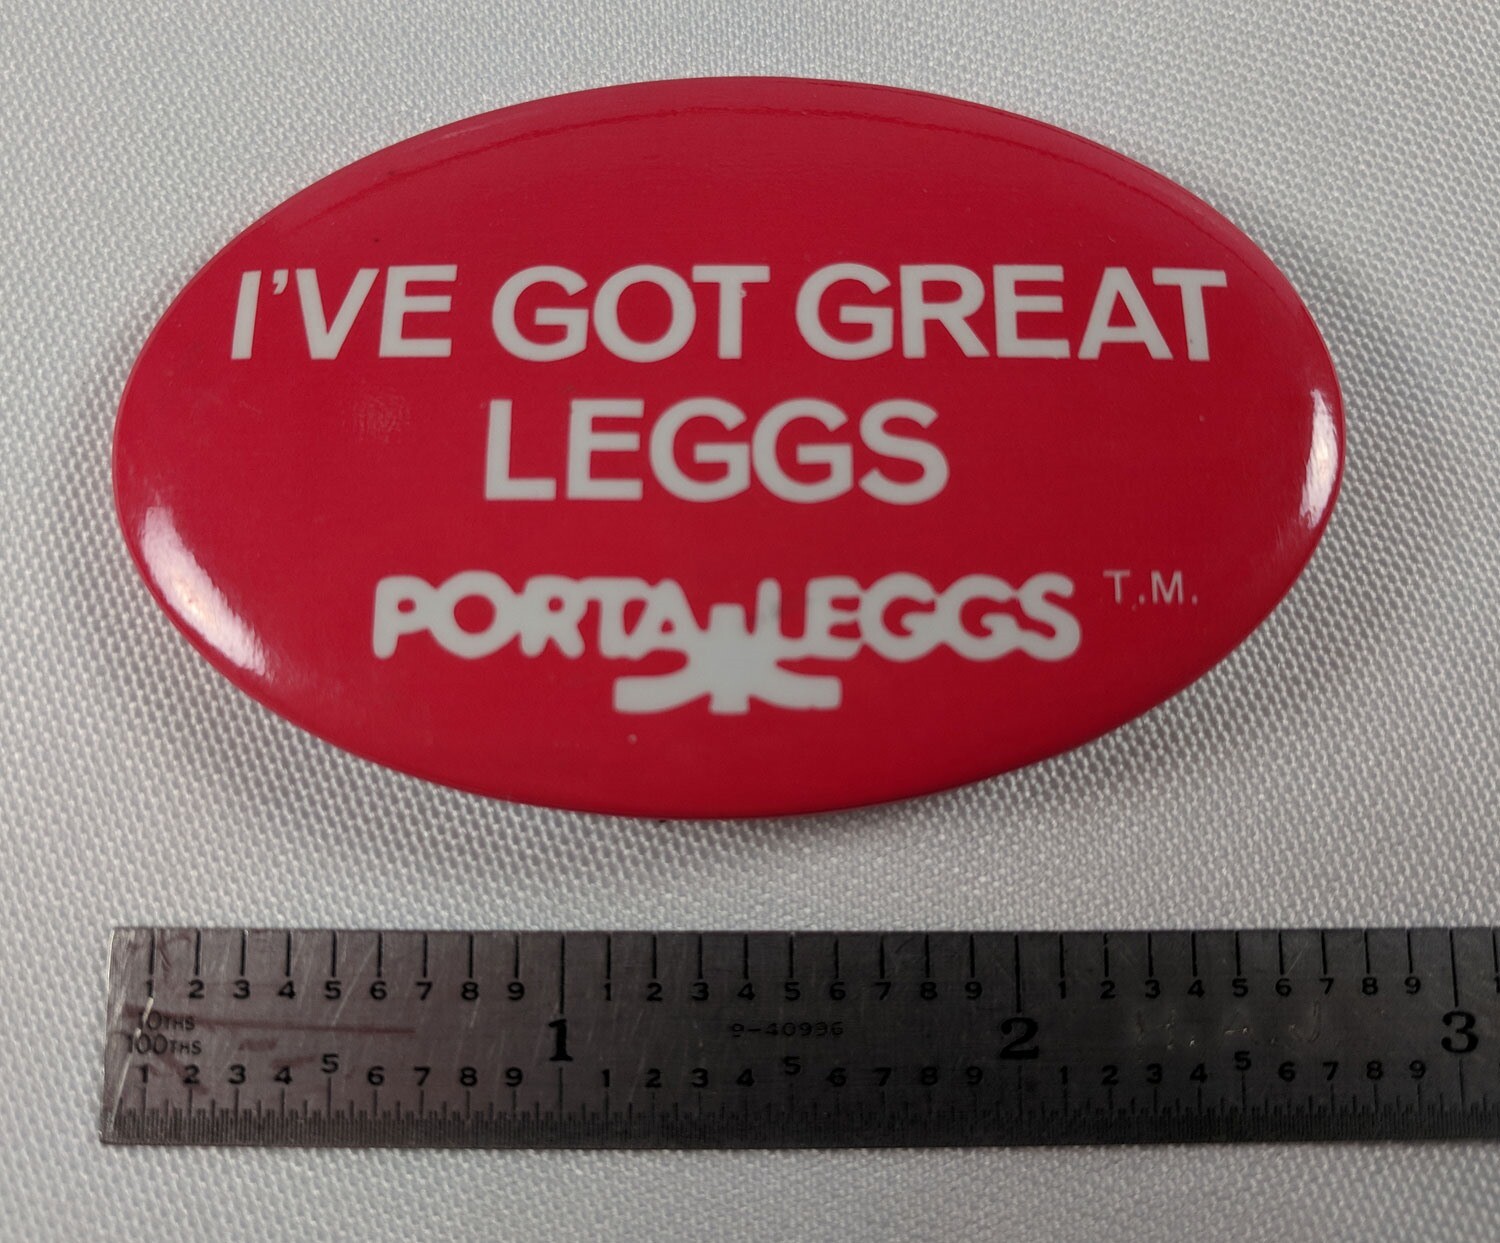 I'VE GOT GREAT
LEGGS
PORTA LEGGS T.M.
1 2 3 4 5 6 7 8 9 1 2 3 4 5 6 7 8 9 1 2 3 4 5 6 7 8 9 1
10THS 1 9-40996 2 3
100THS
1 2 3 4 5 6 7 8 9 1 2 3 4 5 6 7 8 9 1 2 3 4 5 6 7 8 9